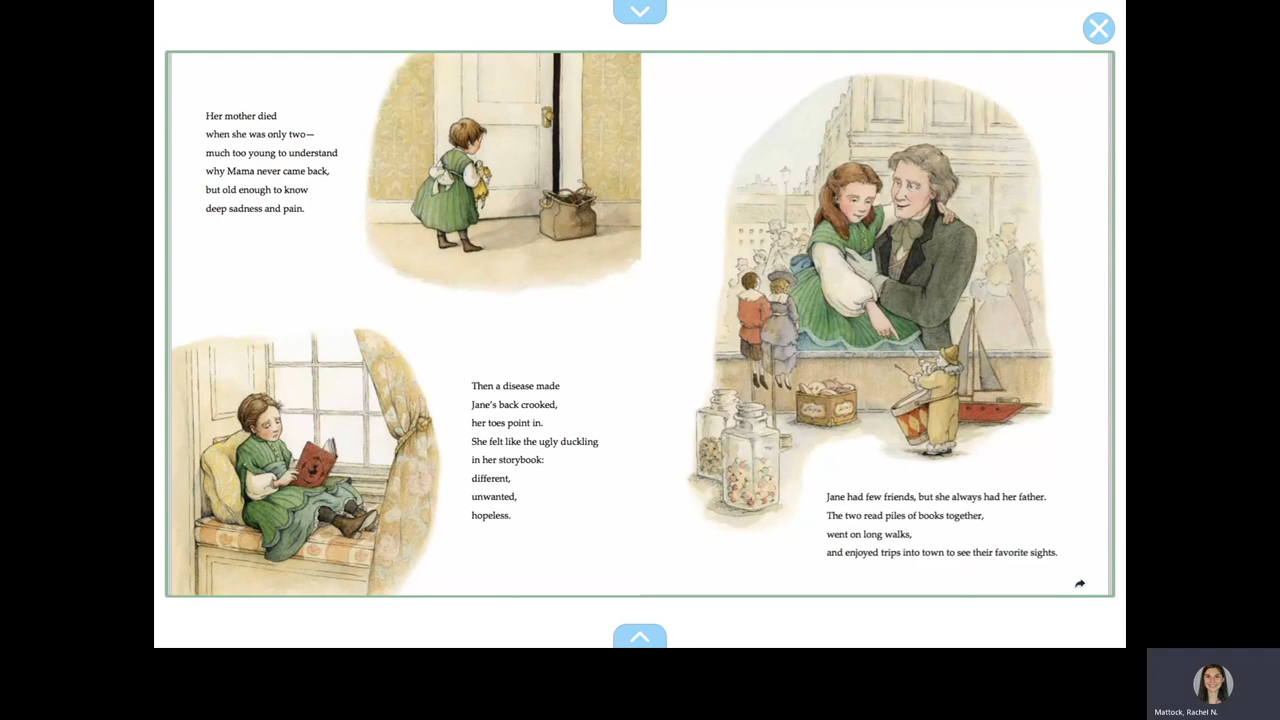 Her mother died
when she was only two—
much too young to understand
why Mama never came back,
but old enough to know
deep sadness and pain.
Then a disease made
Jane's back crooked,
her toes point in.
She felt like the ugly duckling
in her storybook:
different,
unwanted,
hopeless.
Jane had few friends, but she always had her father.
The two read piles of books together,
went on long walks,
and enjoyed trips into town to see their favorite sights.
Mattock, Rachel N.